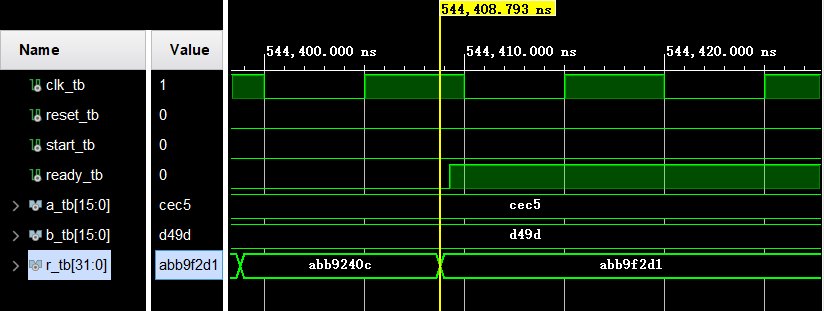 544,408.793 ns
Name Value 544,400.000 ns 544,410.000 ns 544,420.000 ns
clk_tb 1
reset_tb 0
start_tb 0
ready_tb 0
a_tb[15:0] cec5 cec5
b_tb[15:0] d49d d49d
r_tb[31:0] abb9f2d1 abb9240c abb9f2d1